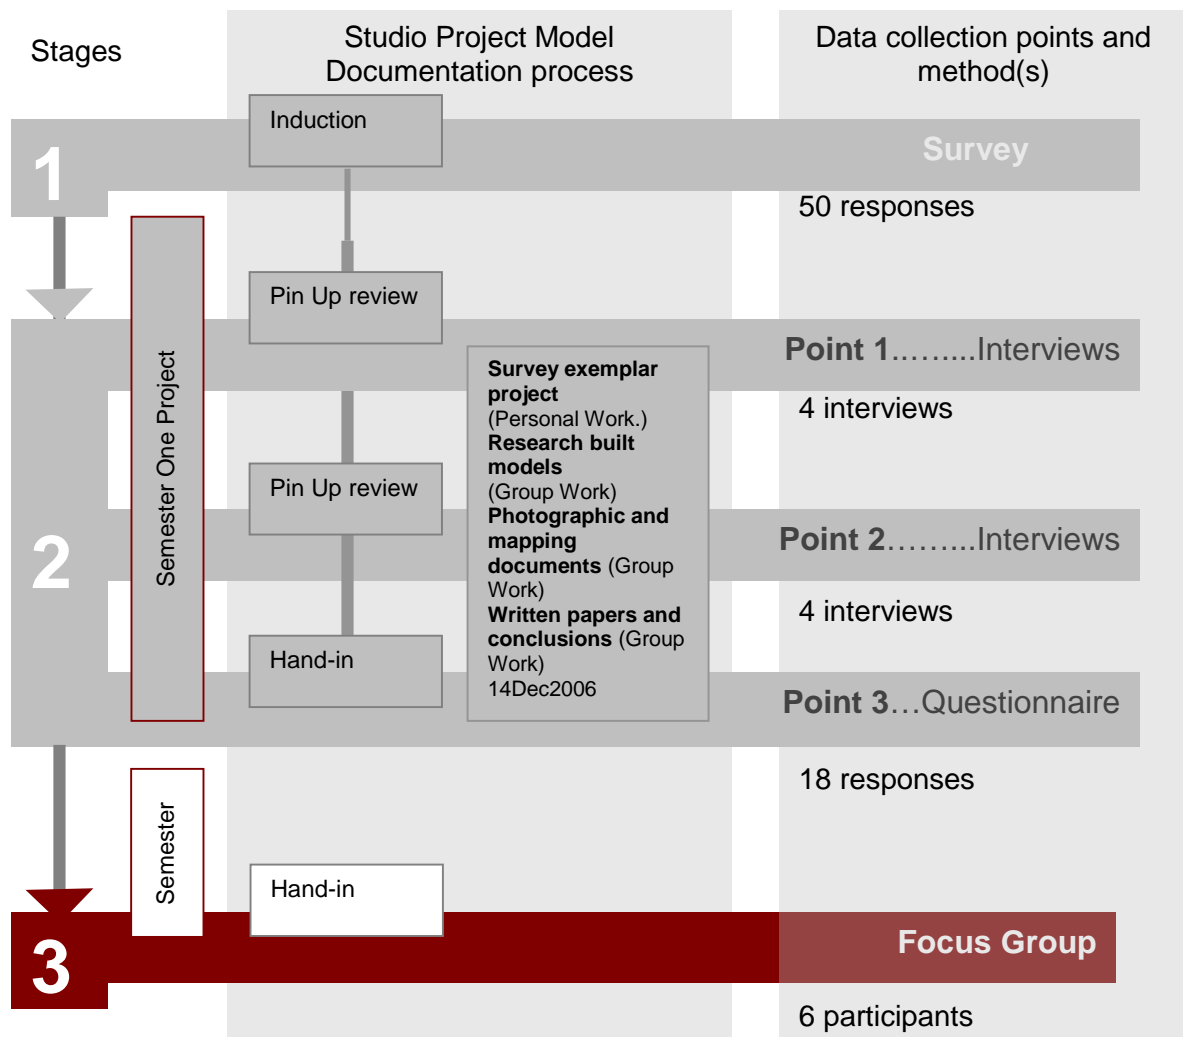 Stages
Studio Project Model
Documentation process
Data collection points and
method(s)
Induction
1
Survey
50 responses
Pin Up review
Semester One Project
Point 1..…....Interviews
4 interviews
Survey exemplar
project
(Personal Work.)
Research built
models
(Group Work)
Photographic and
mapping
documents (Group
Work)
Written papers and
conclusions (Group
Work)
14Dec2006
Pin Up review
2
Point 2……...Interviews
4 interviews
Hand-in
Point 3…Questionnaire
18 responses
Semester
Hand-in
3
Focus Group
6 participants